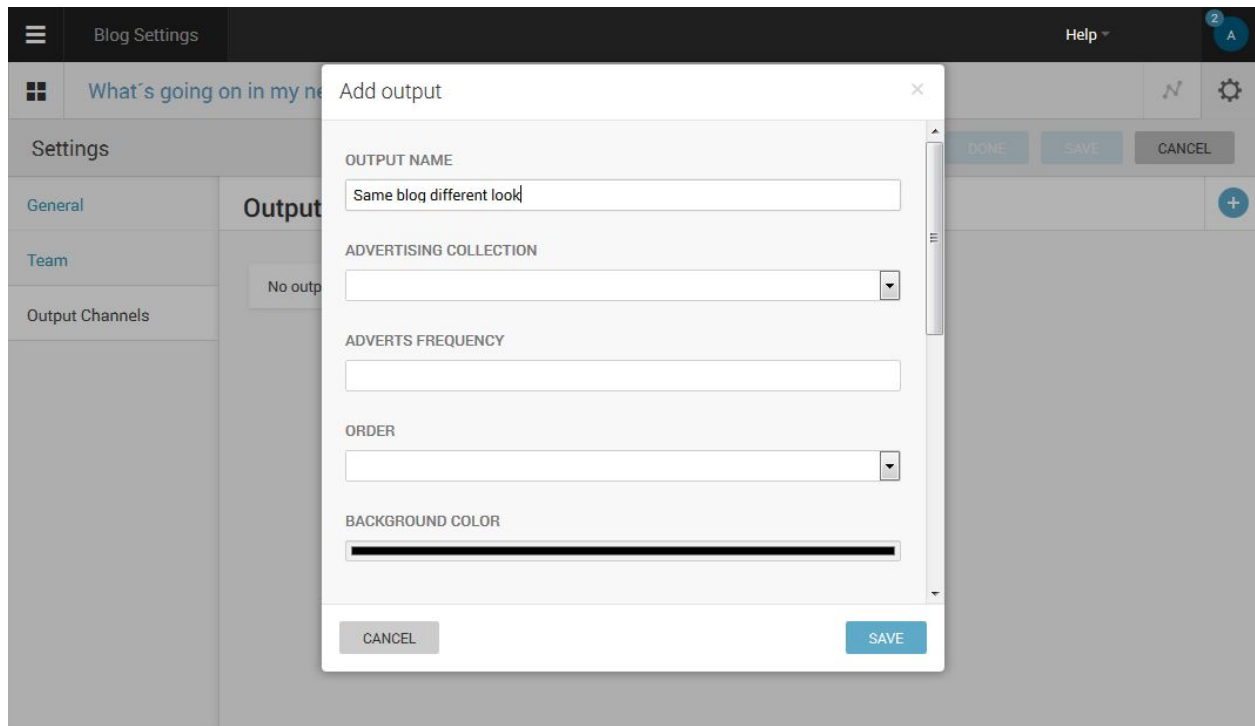 Blog Settings
Help
2
A
What´s going on in my ne
Add output
×
Settings
DONE
SAVE
CANCEL
OUTPUT NAME
Same blog different look
General
Output
+
ADVERTISING COLLECTION
Team
No outp
Output Channels
ADVERTS FREQUENCY
ORDER
BACKGROUND COLOR
CANCEL
SAVE